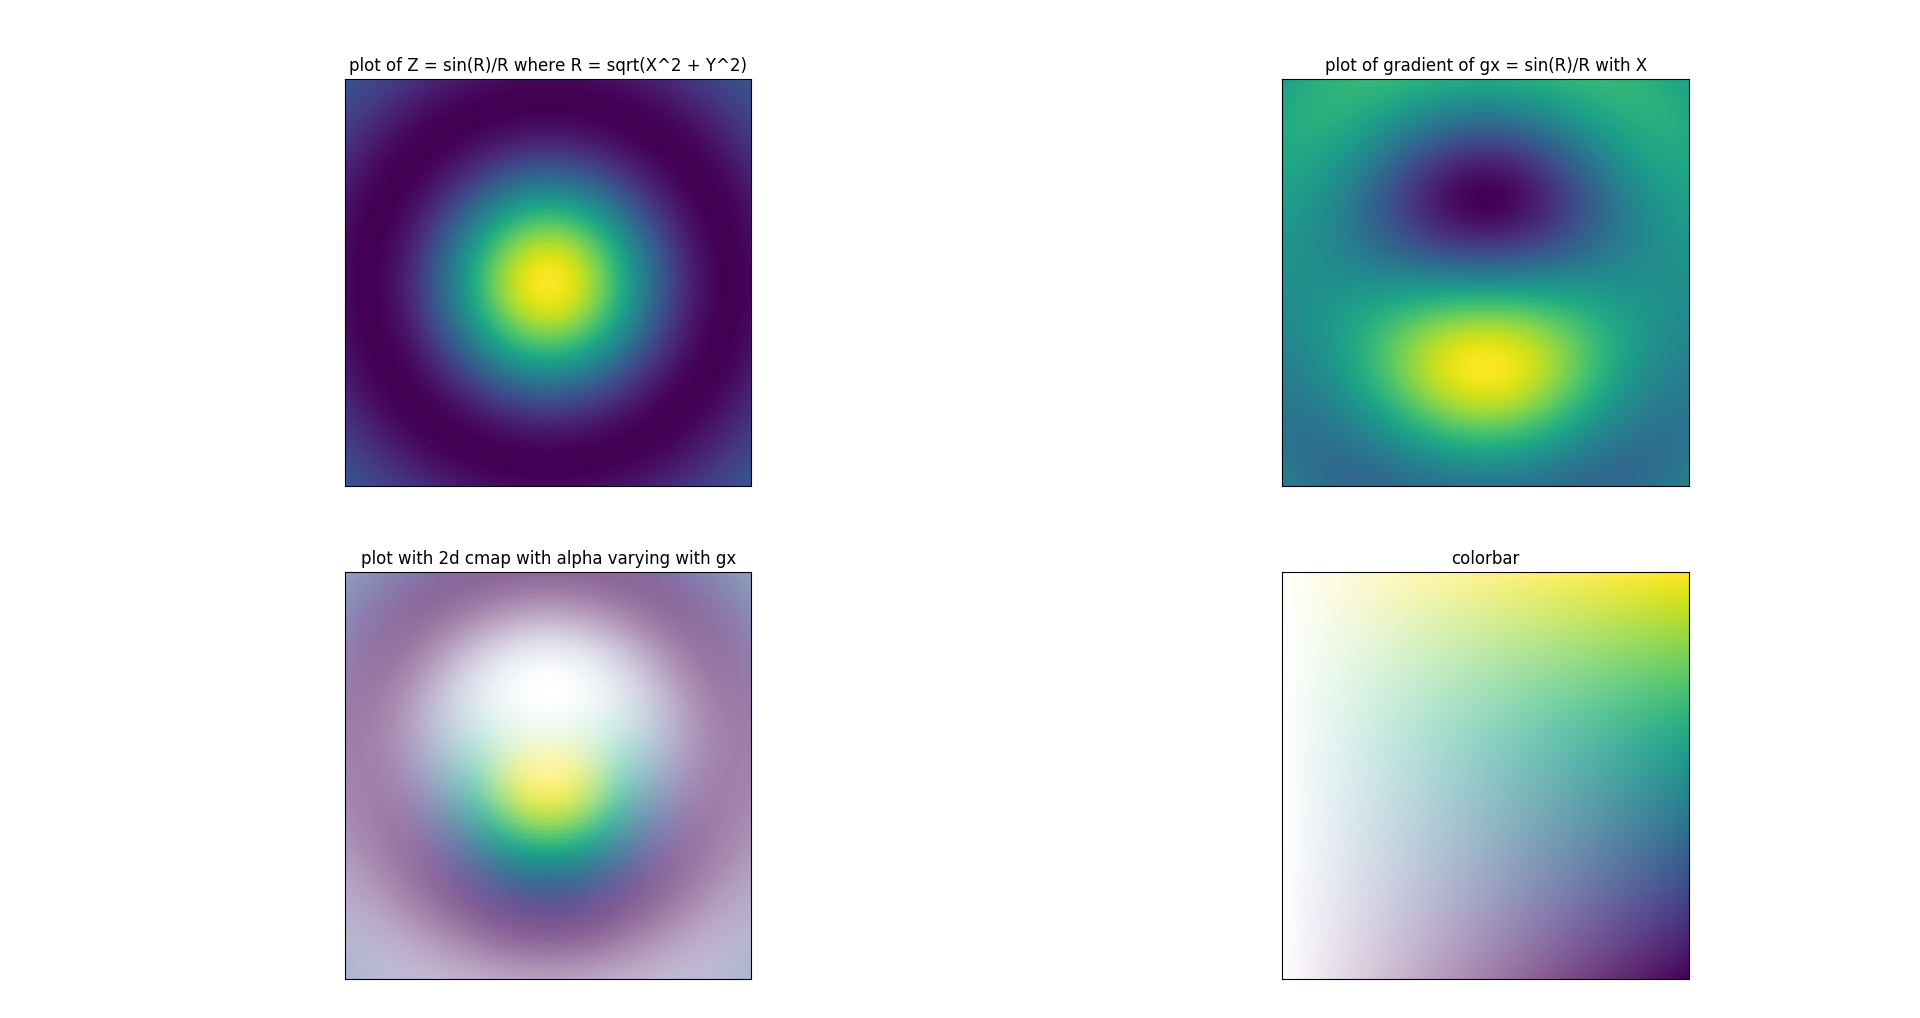 plot of Z = sin(R)/R where R = sqrt(X^2 + Y^2)
plot of gradient of gx = sin(R)/R with X
plot with 2d cmap with alpha varying with gx
colorbar